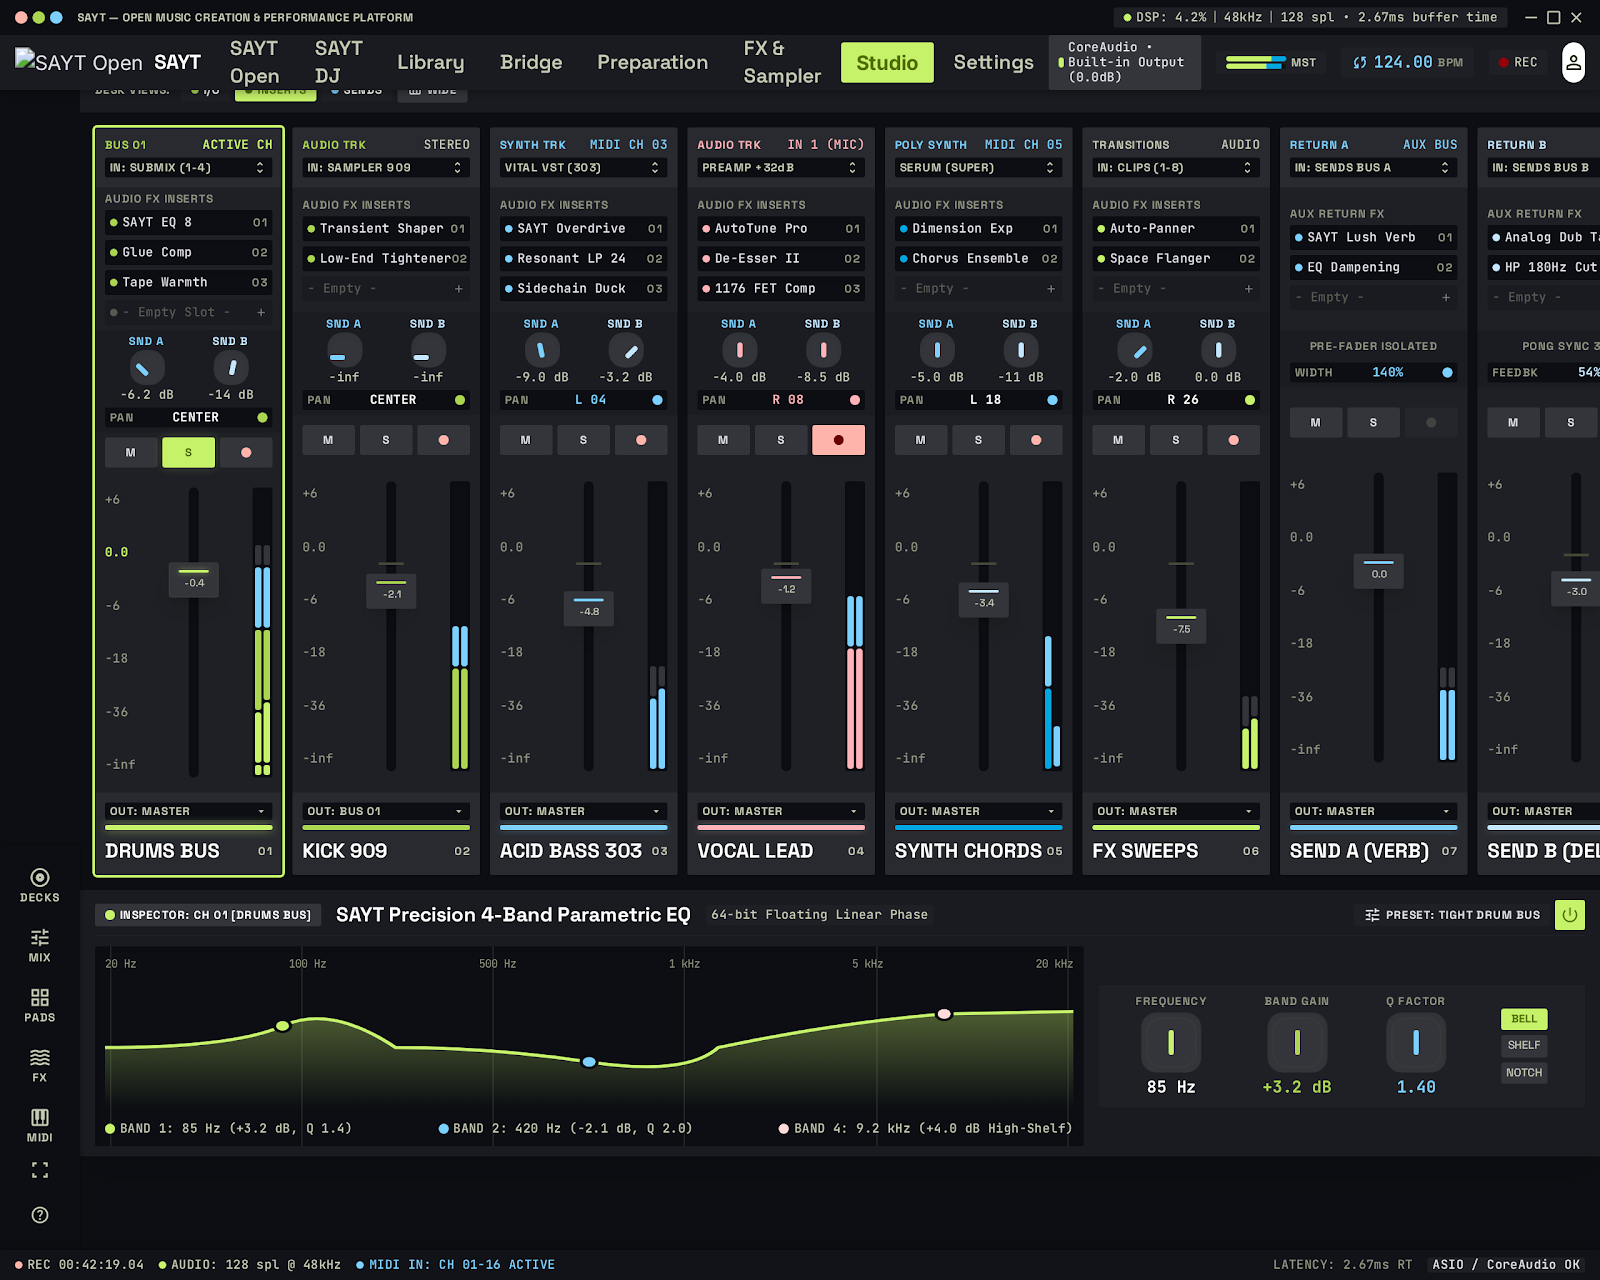 SAYT — OPEN MUSIC CREATION & PERFORMANCE PLATFORM
DSP: 4.2% | 48kHz | 128 spl • 2.67ms buffer time
SAYT Open SAYT
SAYT Open
SAYT DJ
Library
Bridge
Preparation
FX & Sampler
Studio
Settings
CoreAudio • Built-in Output (0.0dB)
MST
124.00 BPM
REC
DESK VIEWS: I/O INSERTS SENDS WIDE
BUS 01 ACTIVE CH
IN: SUBMIX (1-4)
AUDIO FX INSERTS
SAYT EQ 8 01
Glue Comp 02
Tape Warmth 03
- Empty Slot - +
SND A SND B
-6.2 dB -14 dB
PAN CENTER
M S
+6
0.0
-6
-18
-36
-inf
-0.4
OUT: MASTER
DRUMS BUS 01
AUDIO TRK STEREO
IN: SAMPLER 909
AUDIO FX INSERTS
Transient Shaper 01
Low-End Tightener 02
- Empty - +
SND A SND B
-inf -inf
PAN CENTER
M S
+6
0.0
-6
-18
-36
-inf
-2.1
OUT: BUS 01
KICK 909 02
SYNTH TRK MIDI CH 03
VITAL VST (303)
AUDIO FX INSERTS
SAYT Overdrive 01
Resonant LP 24 02
Sidechain Duck 03
SND A SND B
-9.0 dB -3.2 dB
PAN L 04
M S
+6
0.0
-6
-18
-36
-inf
-4.8
OUT: MASTER
ACID BASS 303 03
AUDIO TRK IN 1 (MIC)
PREAMP +32dB
AUDIO FX INSERTS
AutoTune Pro 01
De-Esser II 02
1176 FET Comp 03
SND A SND B
-4.0 dB -8.5 dB
PAN R 08
M S
+6
0.0
-6
-18
-36
-inf
-1.2
OUT: MASTER
VOCAL LEAD 04
POLY SYNTH MIDI CH 05
SERUM (SUPER)
AUDIO FX INSERTS
Dimension Exp 01
Chorus Ensemble 02
- Empty - +
SND A SND B
-5.0 dB -11 dB
PAN L 18
M S
+6
0.0
-6
-18
-36
-inf
-3.4
OUT: MASTER
SYNTH CHORDS 05
TRANSITIONS AUDIO
IN: CLIPS (1-8)
AUDIO FX INSERTS
Auto-Panner 01
Space Flanger 02
- Empty - +
SND A SND B
-2.0 dB 0.0 dB
PAN R 26
M S
+6
0.0
-6
-18
-36
-inf
-7.5
OUT: MASTER
FX SWEEPS 06
RETURN A AUX BUS
IN: SENDS BUS A
AUX RETURN FX
SAYT Lush Verb 01
EQ Dampening 02
- Empty - +
PRE-FADER ISOLATED
WIDTH 140%
M S
+6
0.0
-6
-18
-36
-inf
0.0
OUT: MASTER
SEND A (VERB) 07
RETURN B
IN: SENDS BUS B
AUX RETURN FX
Analog Dub T
HP 180Hz Cut
- Empty -
PONG SYNC 3
FEEDBK 54%
M S
+6
0.0
-6
-18
-36
-inf
-3.0
OUT: MASTER
SEND B (DEL
DECKS
MIX
PADS
FX
MIDI
INSPECTOR: CH 01 [DRUMS BUS]
SAYT Precision 4-Band Parametric EQ
64-bit Floating Linear Phase
PRESET: TIGHT DRUM BUS
20 Hz 100 Hz 500 Hz 1 kHz 5 kHz 20 kHz
BAND 1: 85 Hz (+3.2 dB, Q 1.4)
BAND 2: 420 Hz (-2.1 dB, Q 2.0)
BAND 4: 9.2 kHz (+4.0 dB High-Shelf)
FREQUENCY BAND GAIN Q FACTOR
85 Hz +3.2 dB 1.40
BELL
SHELF
NOTCH
REC 00:42:19.04
AUDIO: 128 spl @ 48kHz
MIDI IN: CH 01-16 ACTIVE
LATENCY: 2.67ms RT
ASIO / CoreAudio OK